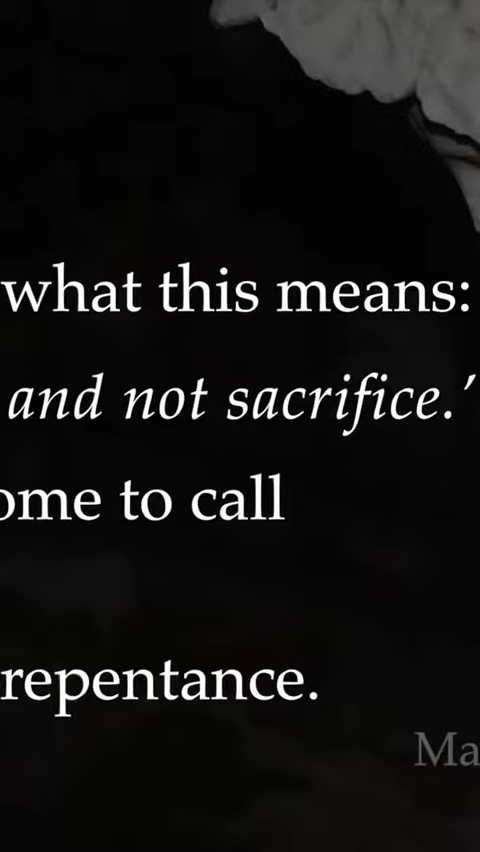 what this means:
and not sacrifice.’
ome to call
repentance.
Ma